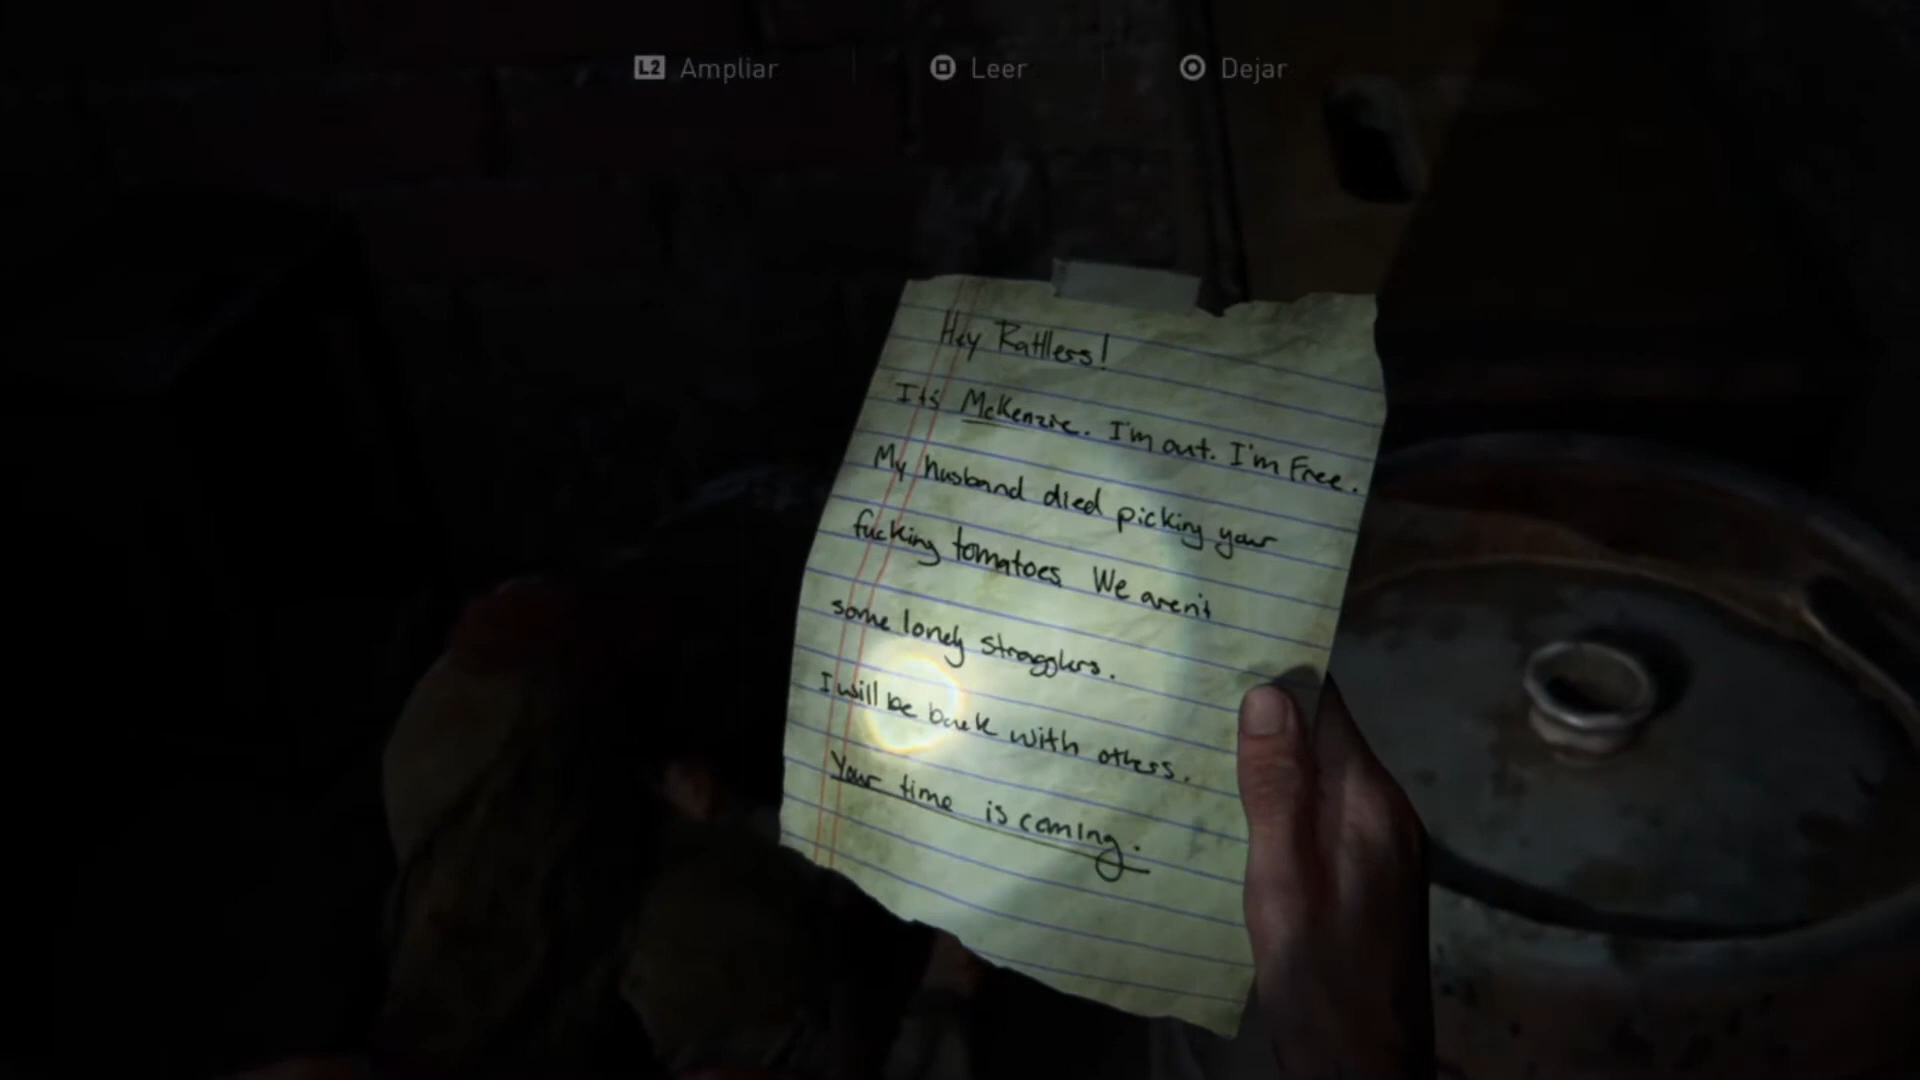 L2 Ampliar Leer Dejar
Hey Rattlers!
It's McKenzie. I'm out. I'm Free.
My husband died picking your
fucking tomatoes We aren't
some lonely stragglers.
I will be back with others.
Your time is coming.